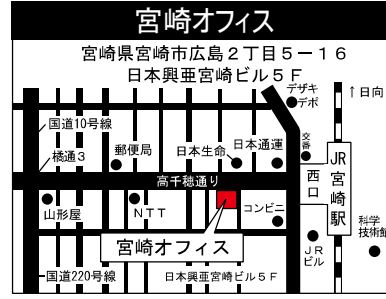 宮崎オフィス
宮崎県宮崎市広島2丁目5-16
日本興亜宮崎ビル5F
デザキ
デポ
↑日向
国道10号線
橘通3
郵便局
日本生命
日本通運
交番
JR宮崎駅
西口
高千穂通り
山形屋
NTT
コンビニ
宮崎オフィス
JR
ビル
科学
技術館
国道220号線
日本興亜宮崎ビル5F